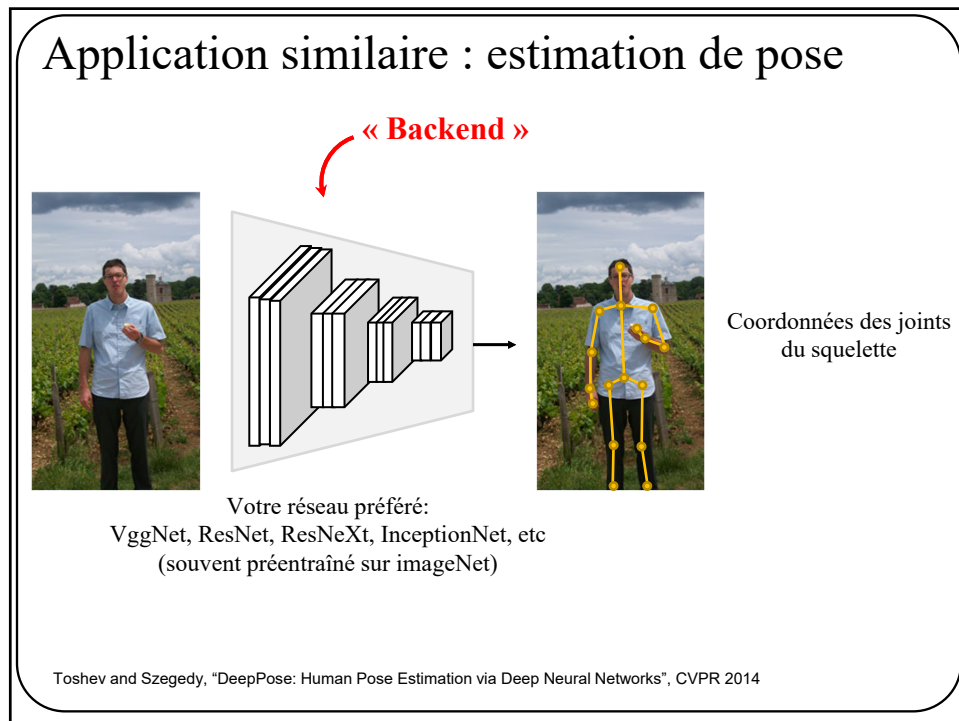 Application similaire : estimation de pose
« Backend »
Coordonnées des joints
du squelette
Votre réseau préféré:
VggNet, ResNet, ResNeXt, InceptionNet, etc
(souvent préentraîné sur imageNet)
Toshev and Szegedy, “DeepPose: Human Pose Estimation via Deep Neural Networks”, CVPR 2014